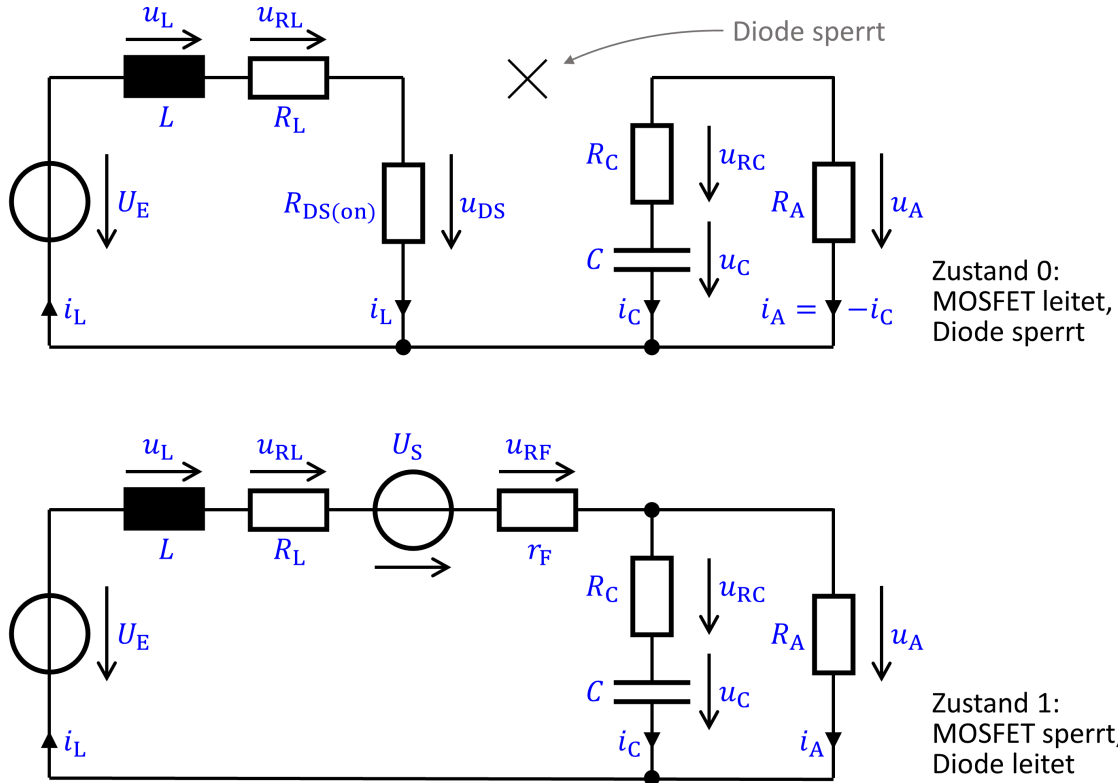 u_L u_RL Diode sperrt
L R_L R_C u_RC
U_E R_DS(on) u_DS R_A u_A
C u_C
i_L i_L i_C i_A = −i_C
Zustand 0:
MOSFET leitet,
Diode sperrt
u_L u_RL U_S u_RF
L R_L r_F
R_C u_RC
U_E R_A u_A
C u_C
i_L i_C i_A
Zustand 1:
MOSFET sperrt,
Diode leitet